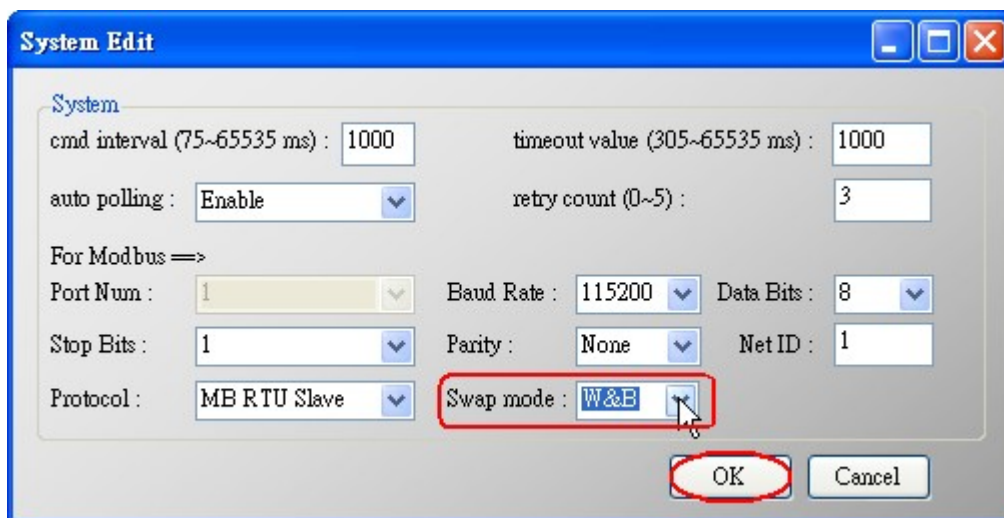 System Edit
System
cmd interval (75~65535 ms) : 1000 timeout value (305~65535 ms) : 1000
auto polling : Enable retry count (0~5) : 3
For Modbus ==>
Port Num : 1 Baud Rate : 115200 Data Bits : 8
Stop Bits : 1 Parity : None Net ID : 1
Protocol : MB RTU Slave Swap mode : W&B
OK Cancel